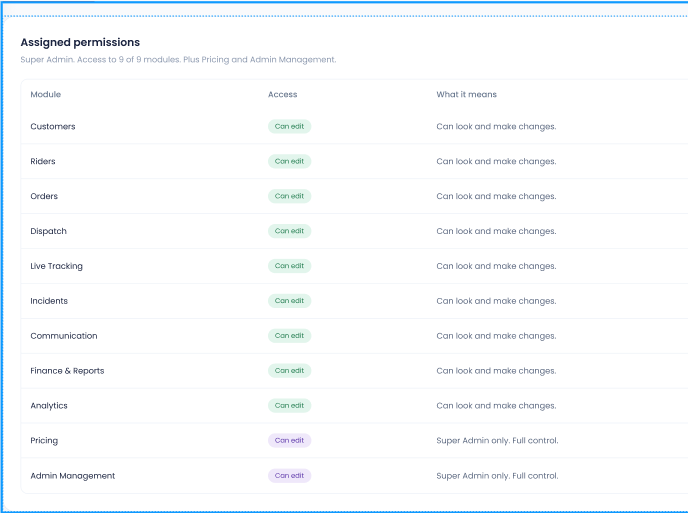 Assigned permissions
Super Admin. Access to 9 of 9 modules. Plus Pricing and Admin Management.
Module Access What it means
Customers Can edit Can look and make changes.
Riders Can edit Can look and make changes.
Orders Can edit Can look and make changes.
Dispatch Can edit Can look and make changes.
Live Tracking Can edit Can look and make changes.
Incidents Can edit Can look and make changes.
Communication Can edit Can look and make changes.
Finance & Reports Can edit Can look and make changes.
Analytics Can edit Can look and make changes.
Pricing Can edit Super Admin only. Full control.
Admin Management Can edit Super Admin only. Full control.